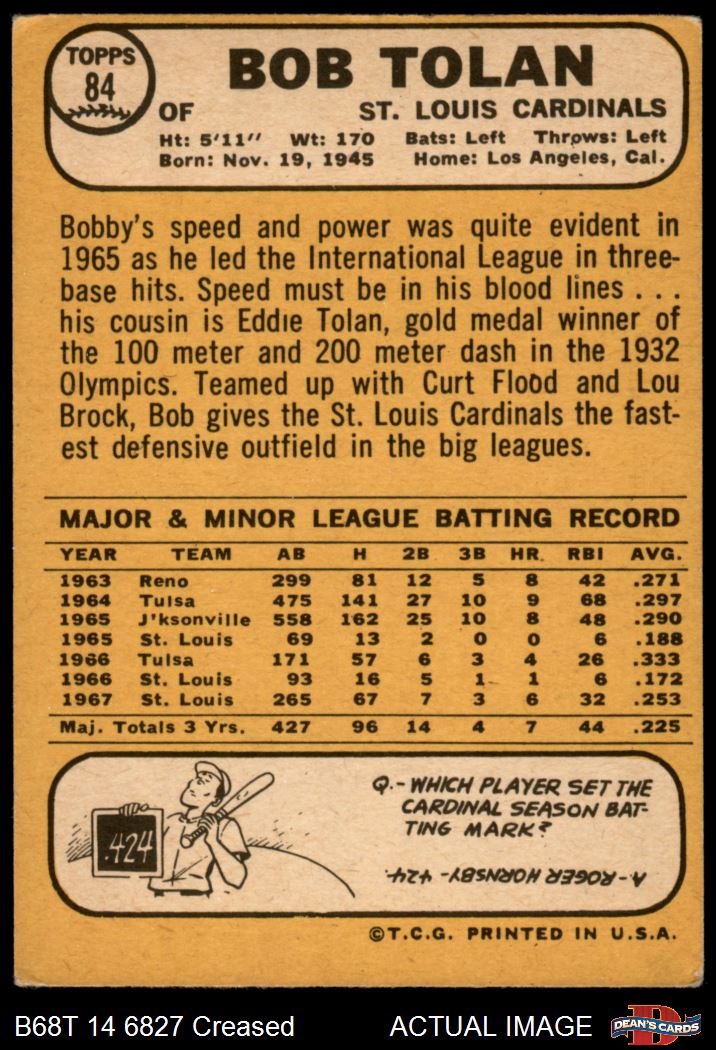 TOPPS
84
BOB TOLAN
OF ST. LOUIS CARDINALS
Ht: 5'11" Wt: 170 Bats: Left Throws: Left
Born: Nov. 19, 1945 Home: Los Angeles, Cal.
Bobby's speed and power was quite evident in
1965 as he led the International League in three-
base hits. Speed must be in his blood lines . . .
his cousin is Eddie Tolan, gold medal winner of
the 100 meter and 200 meter dash in the 1932
Olympics. Teamed up with Curt Flood and Lou
Brock, Bob gives the St. Louis Cardinals the fast-
est defensive outfield in the big leagues.
MAJOR & MINOR LEAGUE BATTING RECORD
YEAR TEAM AB H 2B 3B HR. RBI AVG.
1963 Reno 299 81 12 5 8 42 .271
1964 Tulsa 475 141 27 10 9 68 .297
1965 J'ksonville 558 162 25 10 8 48 .290
1965 St. Louis 69 13 2 0 0 6 .188
1966 Tulsa 171 57 6 3 4 26 .333
1966 St. Louis 93 16 5 1 1 6 .172
1967 St. Louis 265 67 7 3 6 32 .253
Maj. Totals 3 Yrs. 427 96 14 4 7 44 .225
.424
Q.- WHICH PLAYER SET THE
CARDINAL SEASON BAT-
TING MARK?
A- ROGER HORNSBY- .424
©T.C.G. PRINTED IN U.S.A.
B68T 14 6827 Creased ACTUAL IMAGE
D
DEAN'S CARDS